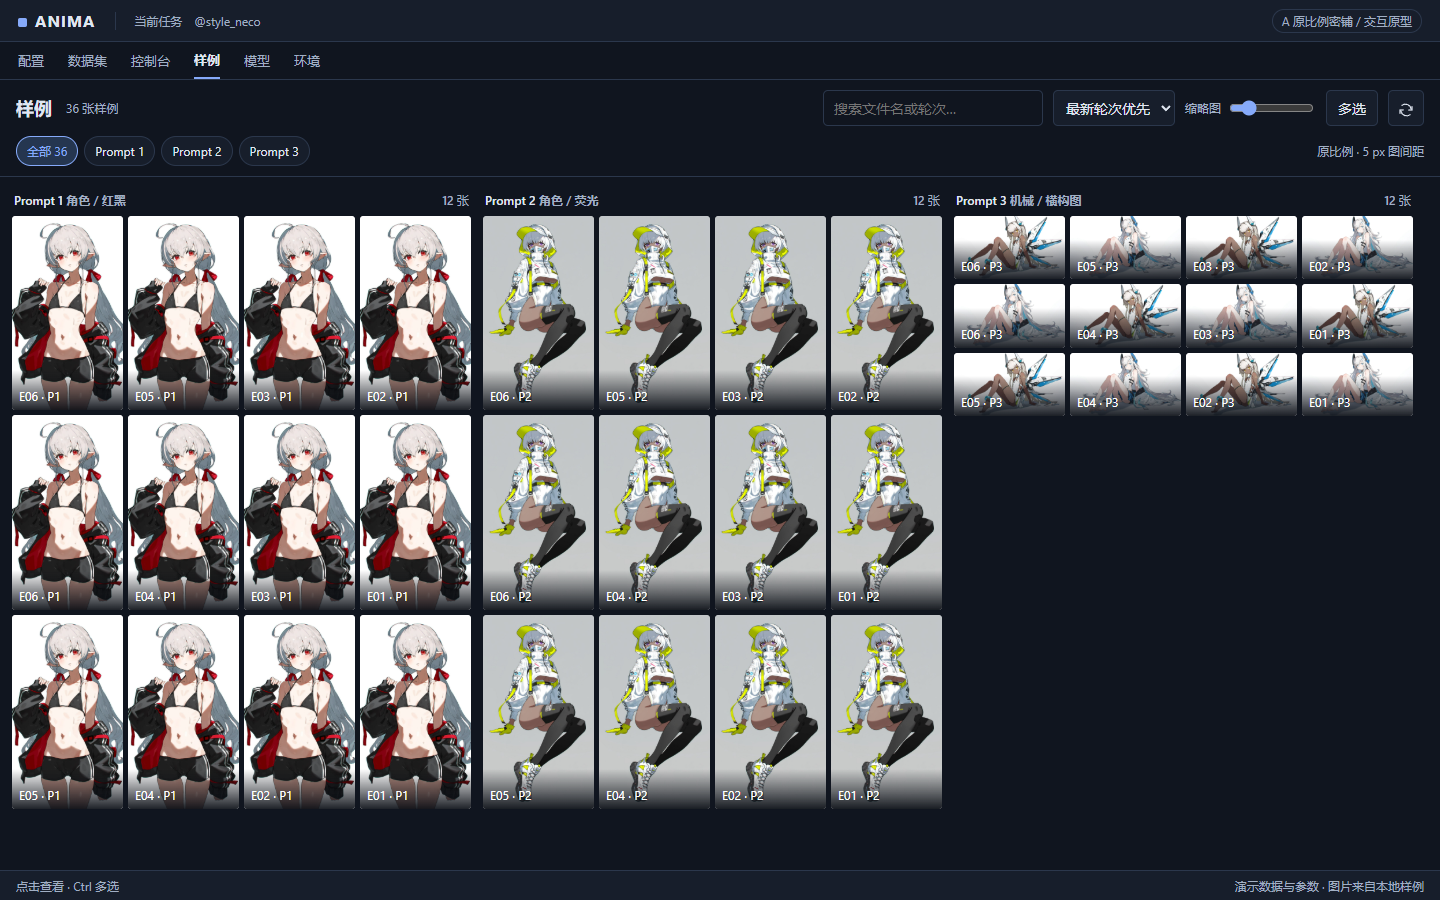 ANIMA 当前任务 @style_neco A 原比例密铺 / 交互原型
配置 数据集 控制台 样例 模型 环境
样例 36 张样例 搜索文件名或轮次... 最新轮次优先 缩略图 多选
全部 36 Prompt 1 Prompt 2 Prompt 3 原比例 · 5 px 图间距
Prompt 1 角色 / 红黑 12 张 Prompt 2 角色 / 荧光 12 张 Prompt 3 机械 / 横构图 12 张
E06 · P3 E05 · P3 E03 · P3 E02 · P3
E06 · P3 E04 · P3 E03 · P3 E01 · P3
E06 · P1 E05 · P1 E03 · P1 E02 · P1 E06 · P2 E05 · P2 E03 · P2 E02 · P2
E05 · P3 E04 · P3 E02 · P3 E01 · P3
E06 · P1 E04 · P1 E03 · P1 E01 · P1 E06 · P2 E04 · P2 E03 · P2 E01 · P2
E05 · P1 E04 · P1 E02 · P1 E01 · P1 E05 · P2 E04 · P2 E02 · P2 E01 · P2
点击查看 · Ctrl 多选 演示数据与参数 · 图片来自本地样例